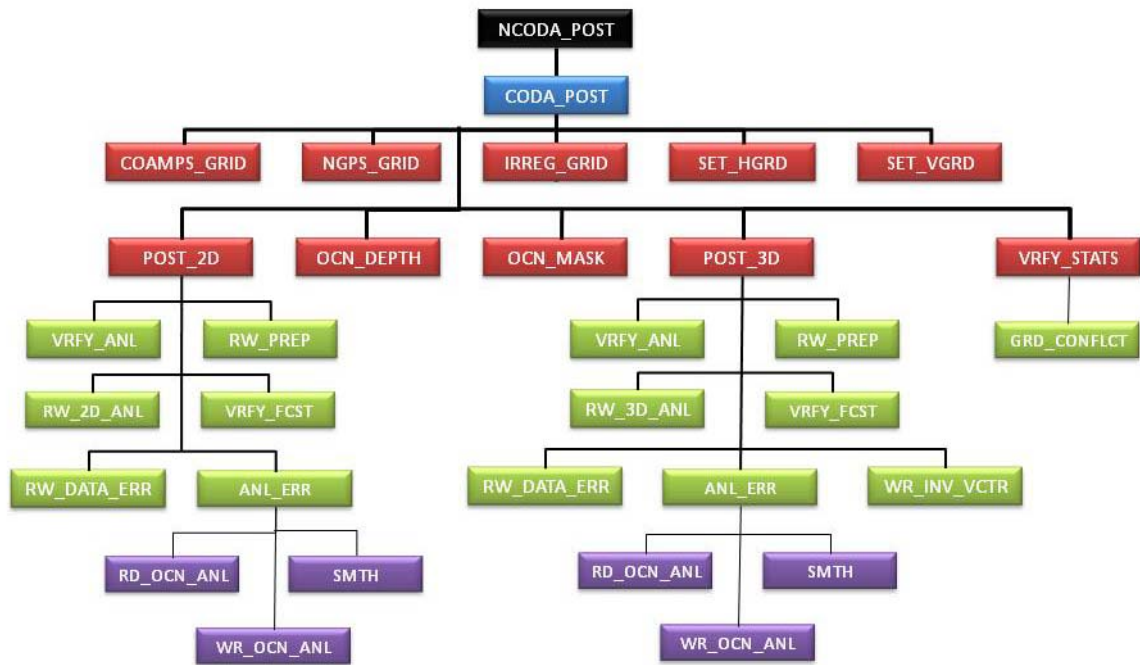 NCODA_POST
CODA_POST
COAMPS_GRID
NGPS_GRID
IRREG_GRID
SET_HGRD
SET_VGRD
POST_2D
OCN_DEPTH
OCN_MASK
POST_3D
VRFY_STATS
VRFY_ANL
RW_PREP
VRFY_ANL
RW_PREP
GRD_CONFLCT
RW_2D_ANL
VRFY_FCST
RW_3D_ANL
VRFY_FCST
RW_DATA_ERR
ANL_ERR
RW_DATA_ERR
ANL_ERR
WR_INV_VCTR
RD_OCN_ANL
SMTH
RD_OCN_ANL
SMTH
WR_OCN_ANL
WR_OCN_ANL